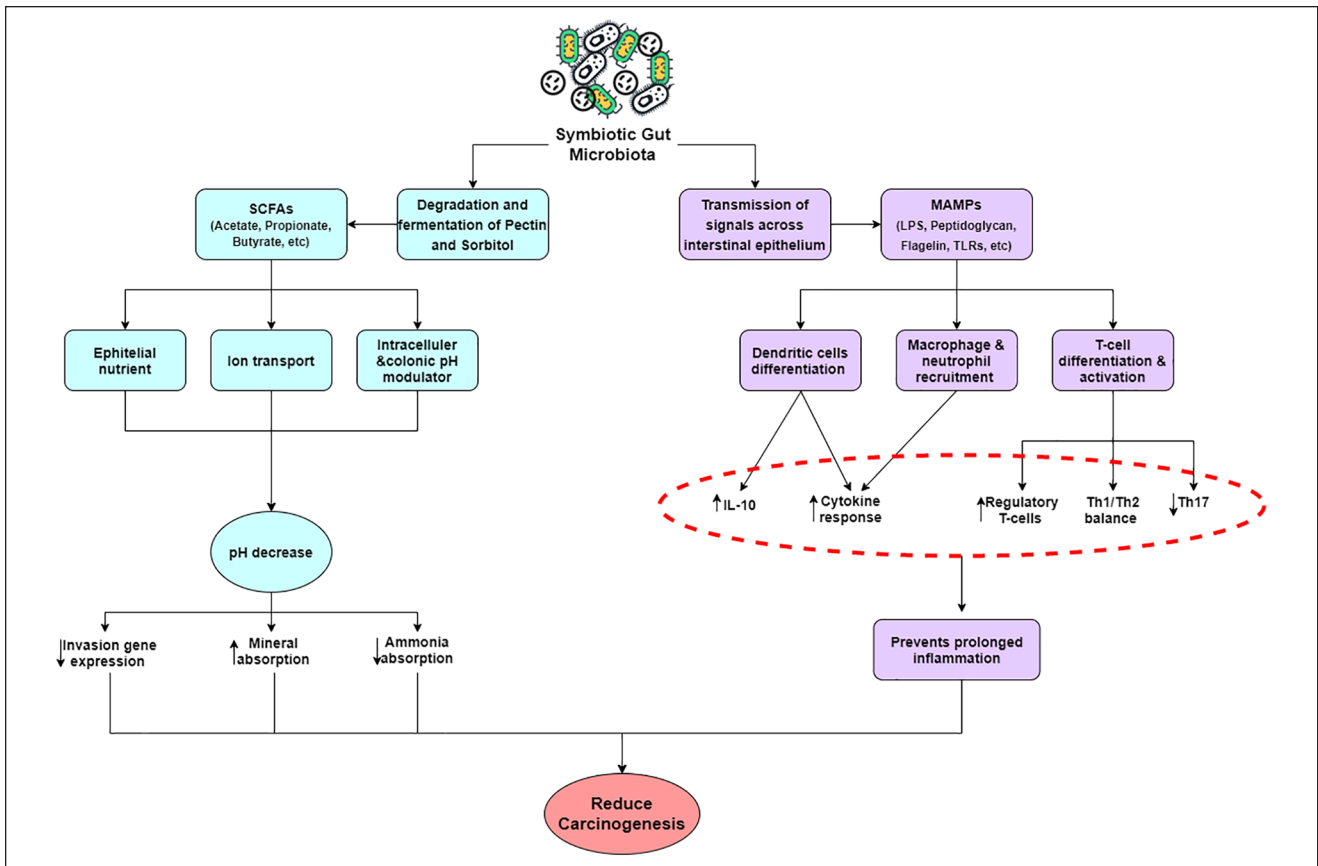 Symbiotic Gut
Microbiota
SCFAs
(Acetate, Propionate,
Butyrate, etc)
Degradation and
fermentation of Pectin
and Sorbitol
Transmission of
signals across
interstinal epithelium
MAMPs
(LPS, Peptidoglycan,
Flagelin, TLRs, etc)
Ephitelial
nutrient
Ion transport
Intraceluller
&colonic pH
modulator
Dendritic cells
differentiation
Macrophage &
neutrophil
recruitment
T-cell
differentiation &
activation
↑IL-10
↑Cytokine
response
↑Regulatory
T-cells
Th1/Th2
balance
↓Th17
pH decrease
↓Invasion gene
expression
↑Mineral
absorption
↓Ammonia
absorption
Prevents prolonged
inflammation
Reduce
Carcinogenesis